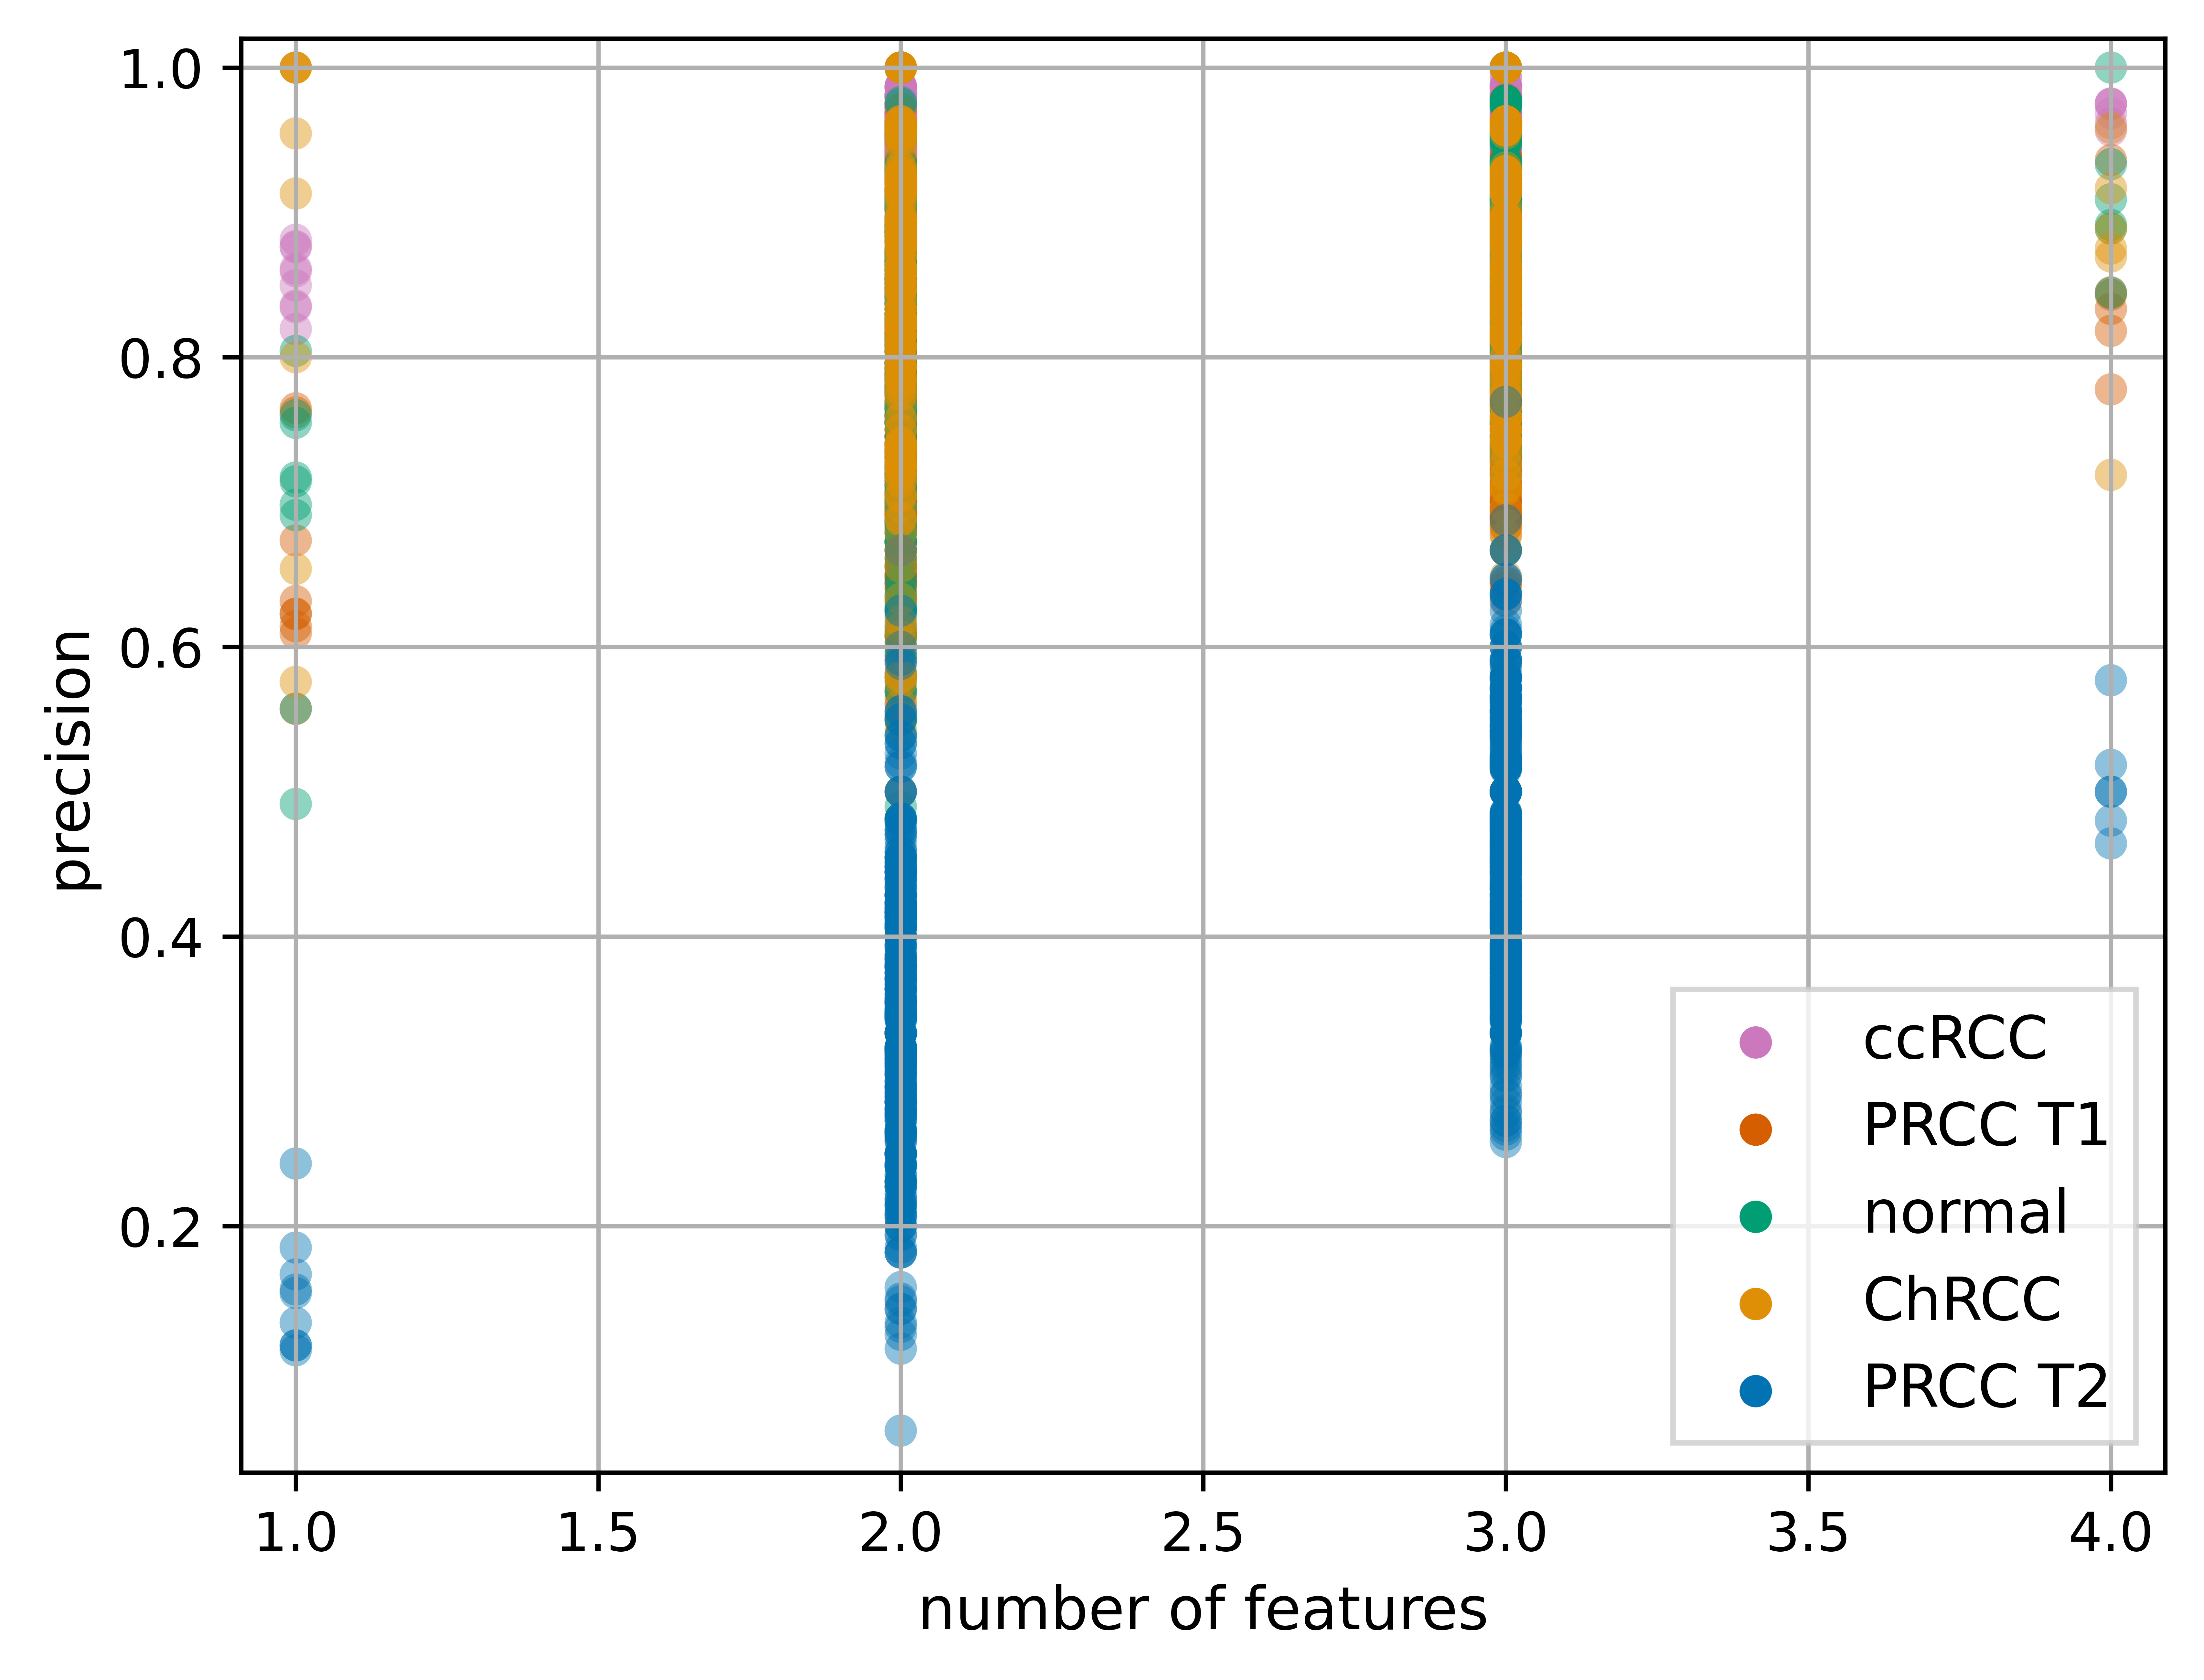 precision
1.0
0.8
0.6
0.4
0.2
1.0 1.5 2.0 2.5 3.0 3.5 4.0
number of features
ccRCC
PRCC T1
normal
ChRCC
PRCC T2